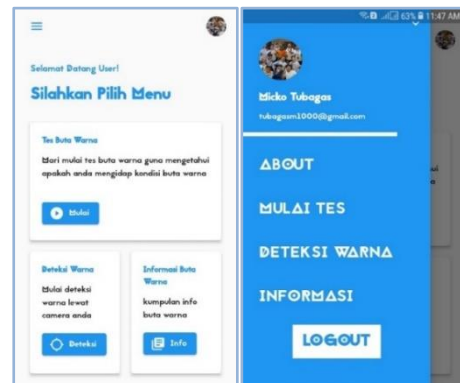 Selamat Datang User!
Silahkan Pilih Menu
Tes Buta Warna
Mari mulai tes buta warna guna mengetahui
apakah anda mengidap kondisi buta warna
Mulai
Deteksi Warna
Mulai deteksi
warna lewat
camera anda
Deteksi
Informasi Buta
Warna
kumpulan info
buta warna
Info
63% 11:47 AM
Micko Tubagas
tubagasm1000@gmail.com
ABOUT
MULAI TES
DETEKSI WARNA
INFORMASI
LOGOUT